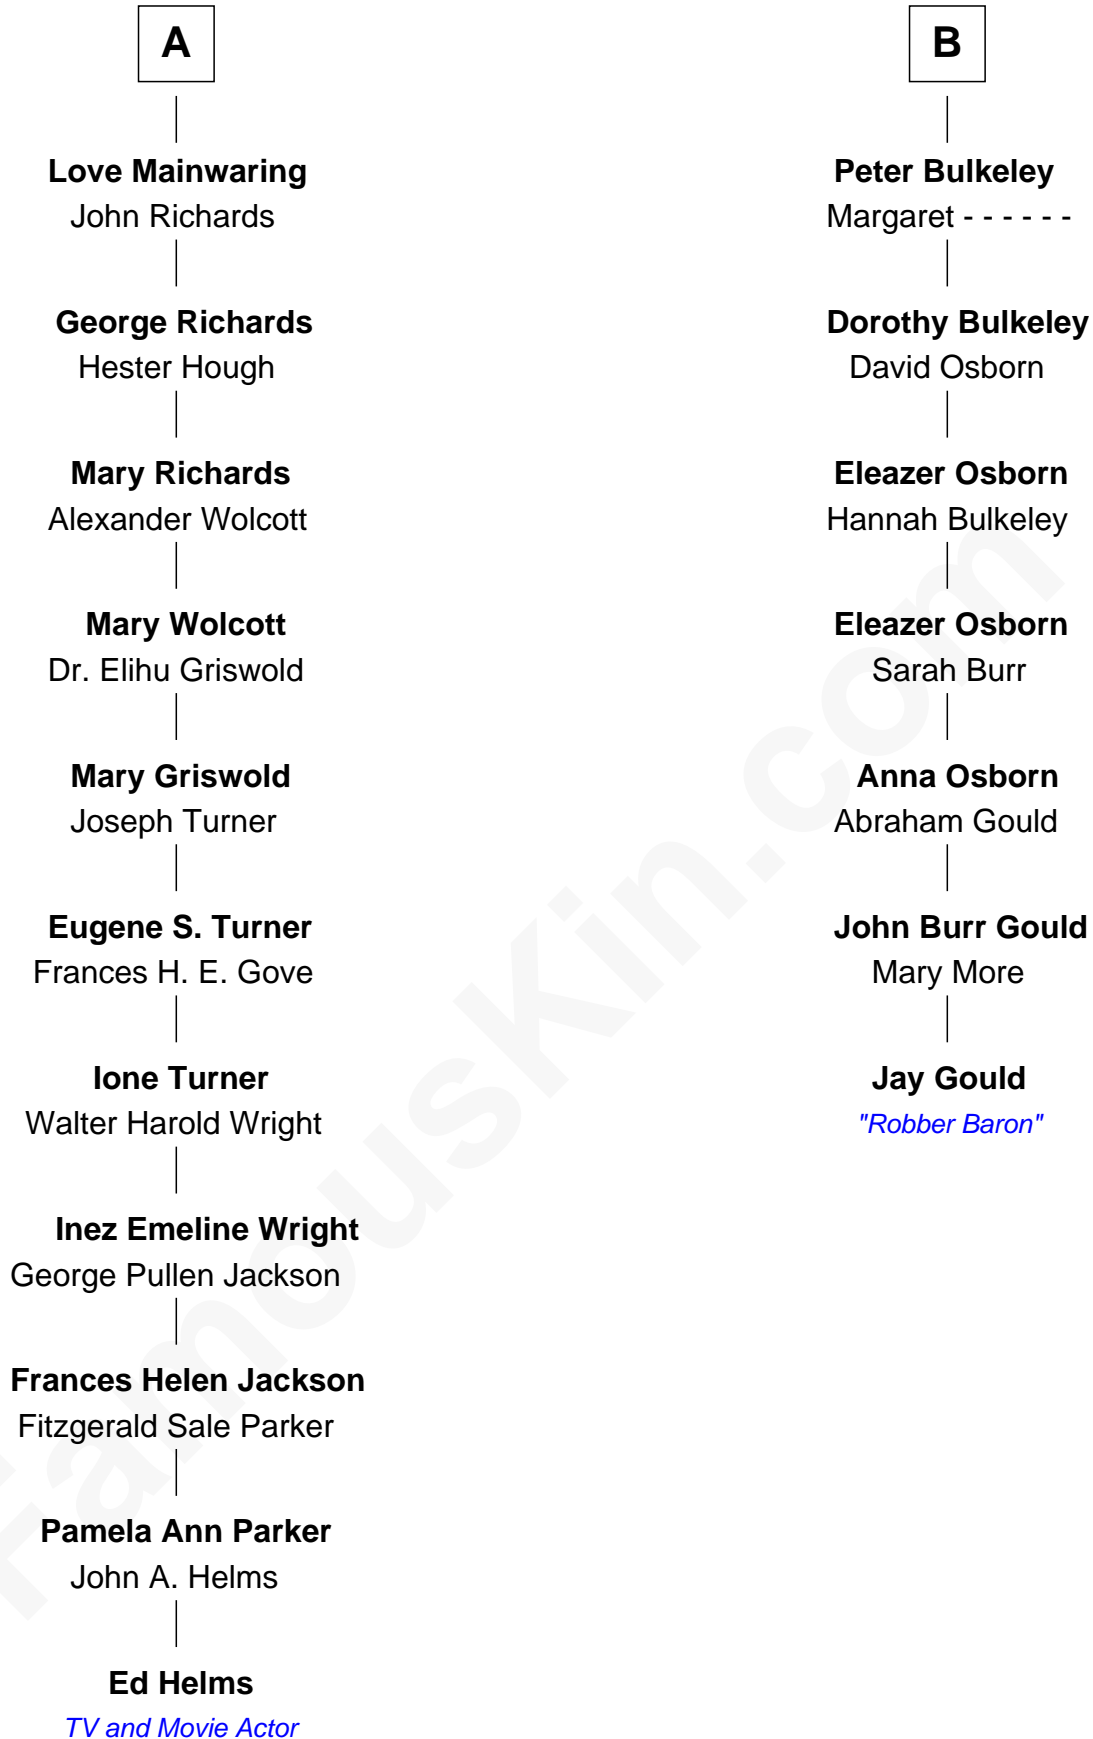 A
Love Mainwaring
John Richards
George Richards
Hester Hough
Mary Richards
Alexander Wolcott
Mary Wolcott
Dr. Elihu Griswold
Mary Griswold
Joseph Turner
Eugene S. Turner
Frances H. E. Gove
Ione Turner
Walter Harold Wright
Inez Emeline Wright
George Pullen Jackson
Frances Helen Jackson
Fitzgerald Sale Parker
Pamela Ann Parker
John A. Helms
Ed Helms
TV and Movie Actor
B
Peter Bulkeley
Margaret - - - - - -
Dorothy Bulkeley
David Osborn
Eleazer Osborn
Hannah Bulkeley
Eleazer Osborn
Sarah Burr
Anna Osborn
Abraham Gould
John Burr Gould
Mary More
Jay Gould
"Robber Baron"
FamousKin.com